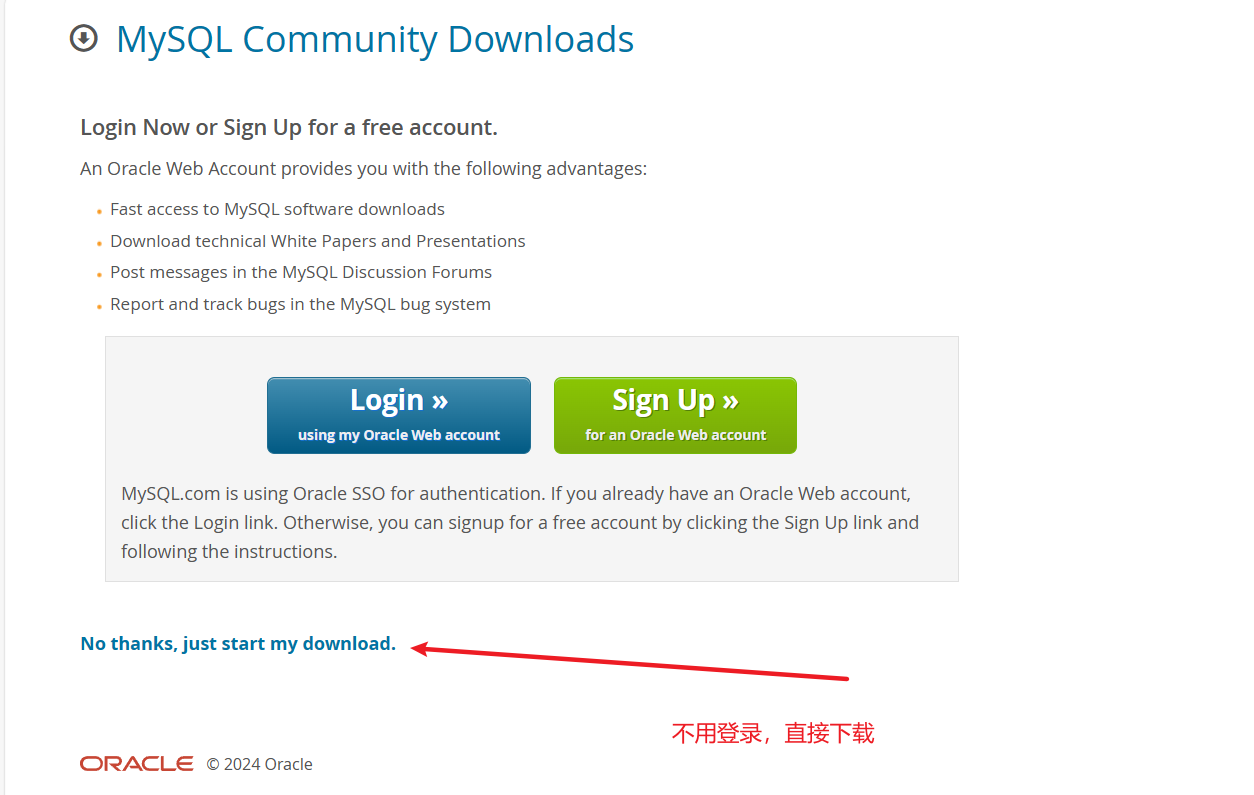 MySQL Community Downloads
Login Now or Sign Up for a free account.
An Oracle Web Account provides you with the following advantages:
Fast access to MySQL software downloads
Download technical White Papers and Presentations
Post messages in the MySQL Discussion Forums
Report and track bugs in the MySQL bug system
Login »
using my Oracle Web account
Sign Up »
for an Oracle Web account
MySQL.com is using Oracle SSO for authentication. If you already have an Oracle Web account,
click the Login link. Otherwise, you can signup for a free account by clicking the Sign Up link and
following the instructions.
No thanks, just start my download.
不用登录，直接下载
ORACLE © 2024 Oracle